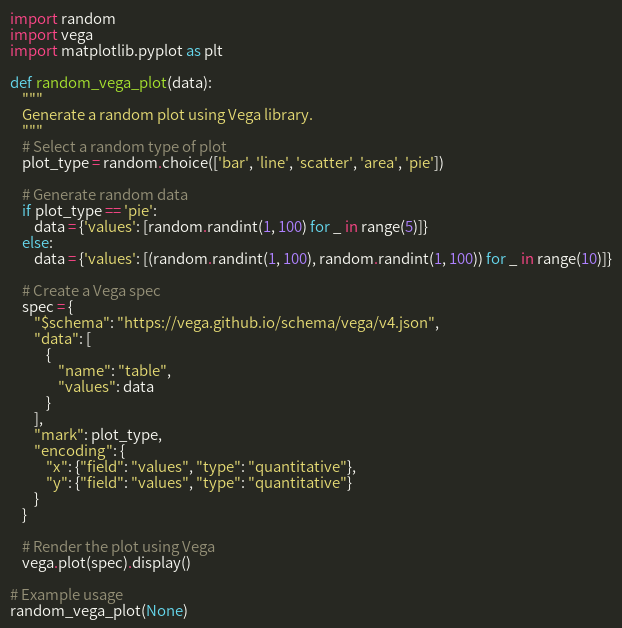 import random
import vega
import matplotlib.pyplot as plt

def random_vega_plot(data):
    """
    Generate a random plot using Vega library.
    """
    # Select a random type of plot
    plot_type = random.choice(['bar', 'line', 'scatter', 'area', 'pie'])

    # Generate random data
    if plot_type == 'pie':
        data = {'values': [random.randint(1, 100) for _ in range(5)]}
    else:
        data = {'values': [(random.randint(1, 100), random.randint(1, 100)) for _ in range(10)]}

    # Create a Vega spec
    spec = {
        "$schema": "https://vega.github.io/schema/vega/v4.json",
        "data": [
            {
                "name": "table",
                "values": data
            }
        ],
        "mark": plot_type,
        "encoding": {
            "x": {"field": "values", "type": "quantitative"},
            "y": {"field": "values", "type": "quantitative"}
        }
    }

    # Render the plot using Vega
    vega.plot(spec).display()

# Example usage
random_vega_plot(None)